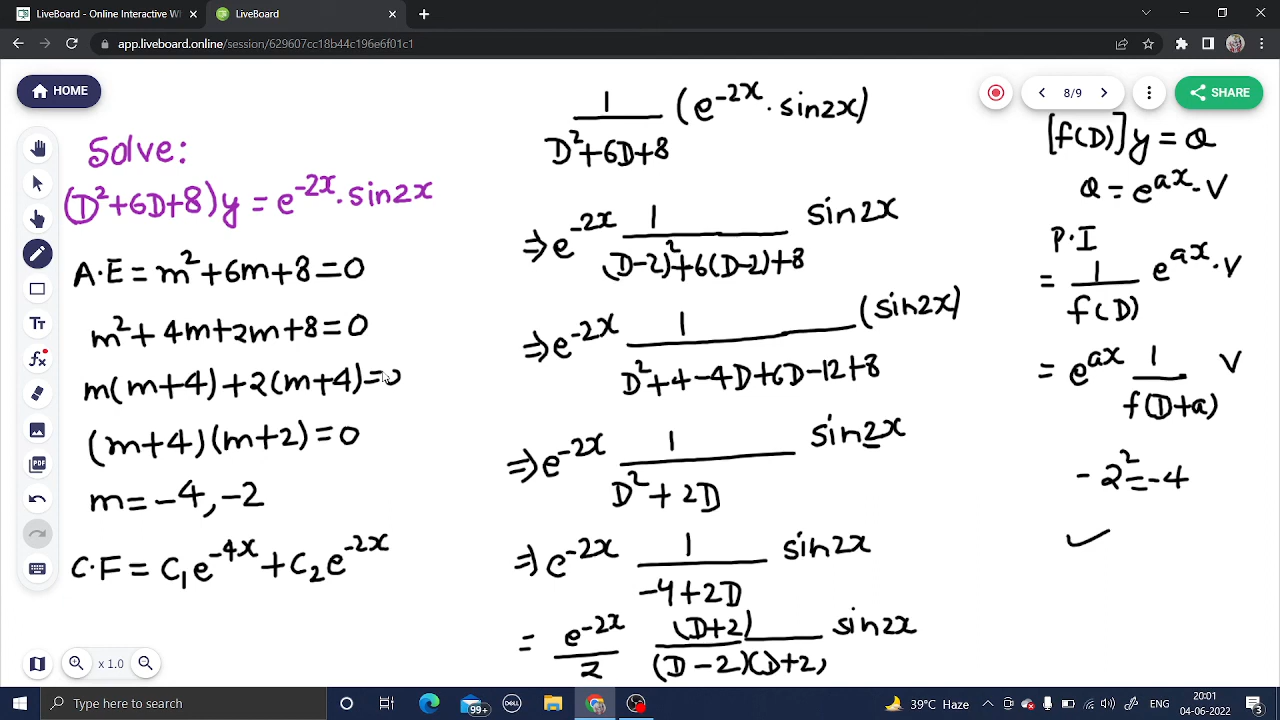 LiveBoard - Interactive W
LiveBoard
app.liveboard.online/session/629607cc18b44c196e6f01c1
HOME
8/9
SHARE
Solve:
(D²+6D+8)y = e^-2x · sin2x
A·E = m²+6m+8=0
m²+4m+2m+8=0
m(m+4)+2(m+4)=0
(m+4)(m+2)=0
m=-4,-2
C·F = C₁e^-4x + C₂e^-2x
1/(D²+6D+8) (e^-2x · sin2x)
⇒ e^-2x 1/((D-2)²+6(D-2)+8) sin2x
⇒ e^-2x 1/(D²+4-4D+6D-12+8) (sin2x)
⇒ e^-2x 1/(D²+2D) sin2x
⇒ e^-2x 1/(-4+2D) sin2x
= e^-2x/2 (D+2)/((D-2)(D+2) sin2x
[f(D)]y = Q
Q = e^ax · V
P·I
= 1/f(D) e^ax · V
= e^ax 1/f(D+a) V
-2²=-4
✓
Tт
fx
PDF
x 1.0
Type here to search
99+
DELL
39°C Haze
ENG
20:01
04-06-2022